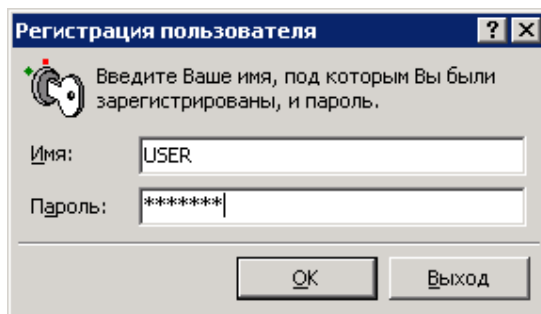 Регистрация пользователя
Введите Ваше имя, под которым Вы были
зарегистрированы, и пароль.
Имя: USER
Пароль: *******
OK Выход